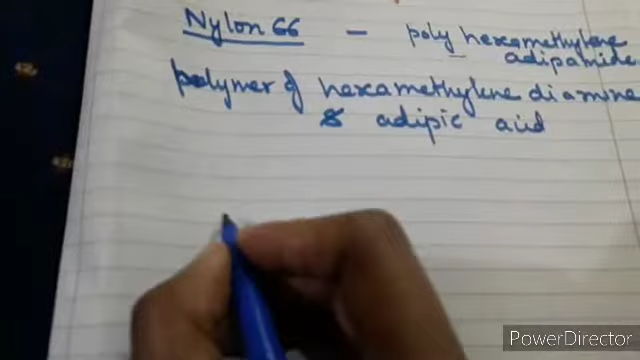 Nylon 66 - poly hexamethylene
adipamide
polymer of hexamethylene diamine
& adipic acid
PowerDirector